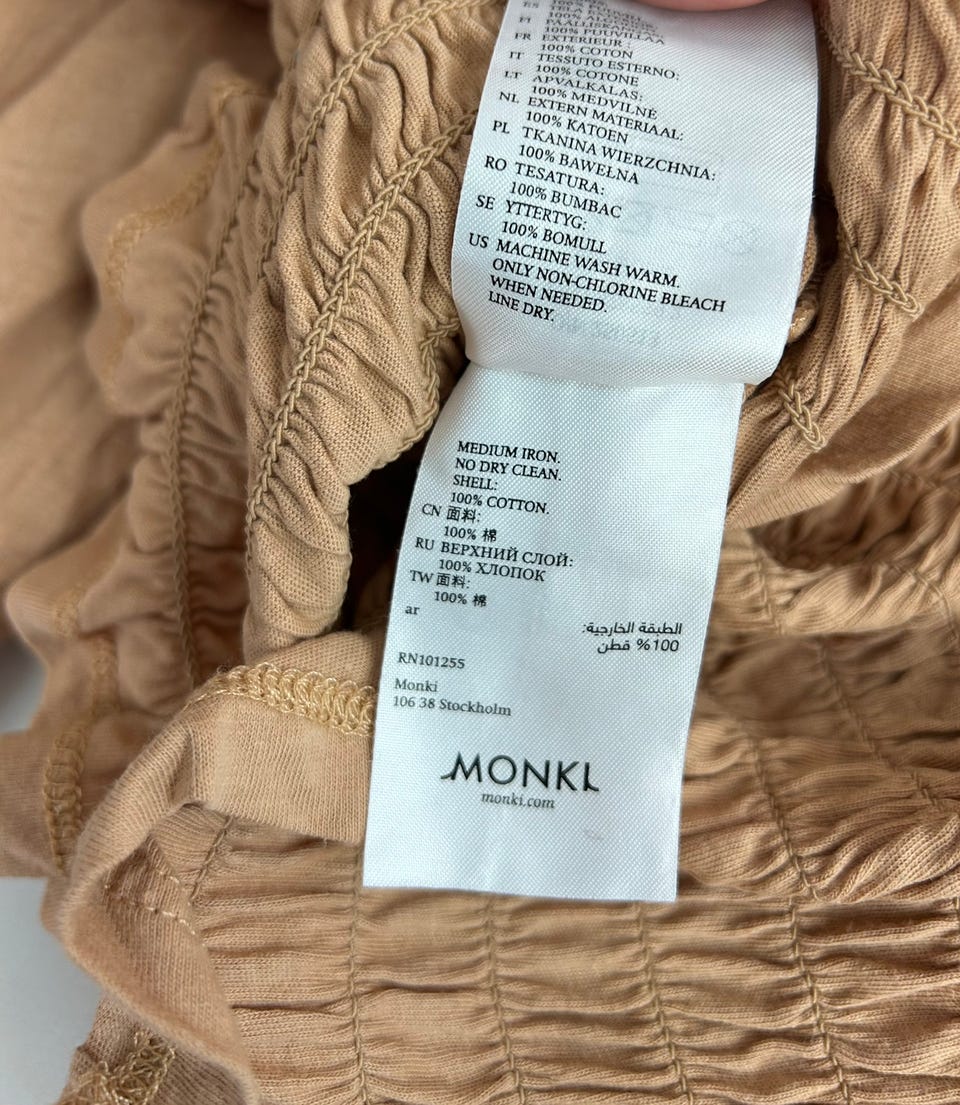 ES
TELA
FI
PÄÄLLIKANGAS:
100% PUUVILLAA
FR EXTERIEUR :
100% COTON
IT TESSUTO ESTERNO:
100% COTONE
LT APVALKALAS:
100% MEDVILNĖ
NL EXTERN MATERIAAL:
100% KATOEN
PL TKANINA WIERZCHNIA:
100% BAWEŁNA
RO TESATURA:
100% BUMBAC
SE YTTERTYG:
100% BOMULL
US MACHINE WASH WARM.
ONLY NON-CHLORINE BLEACH
WHEN NEEDED.
LINE DRY.
MEDIUM IRON.
NO DRY CLEAN.
SHELL:
100% COTTON.
CN 面料:
100% 棉
RU ВЕРХНИЙ СЛОЙ:
100% ХЛОПОК
TW 面料:
100% 棉
ar
الطبقة الخارجية:
100% قطن
RN101255
Monki
106 38 Stockholm
MONKI
monki.com